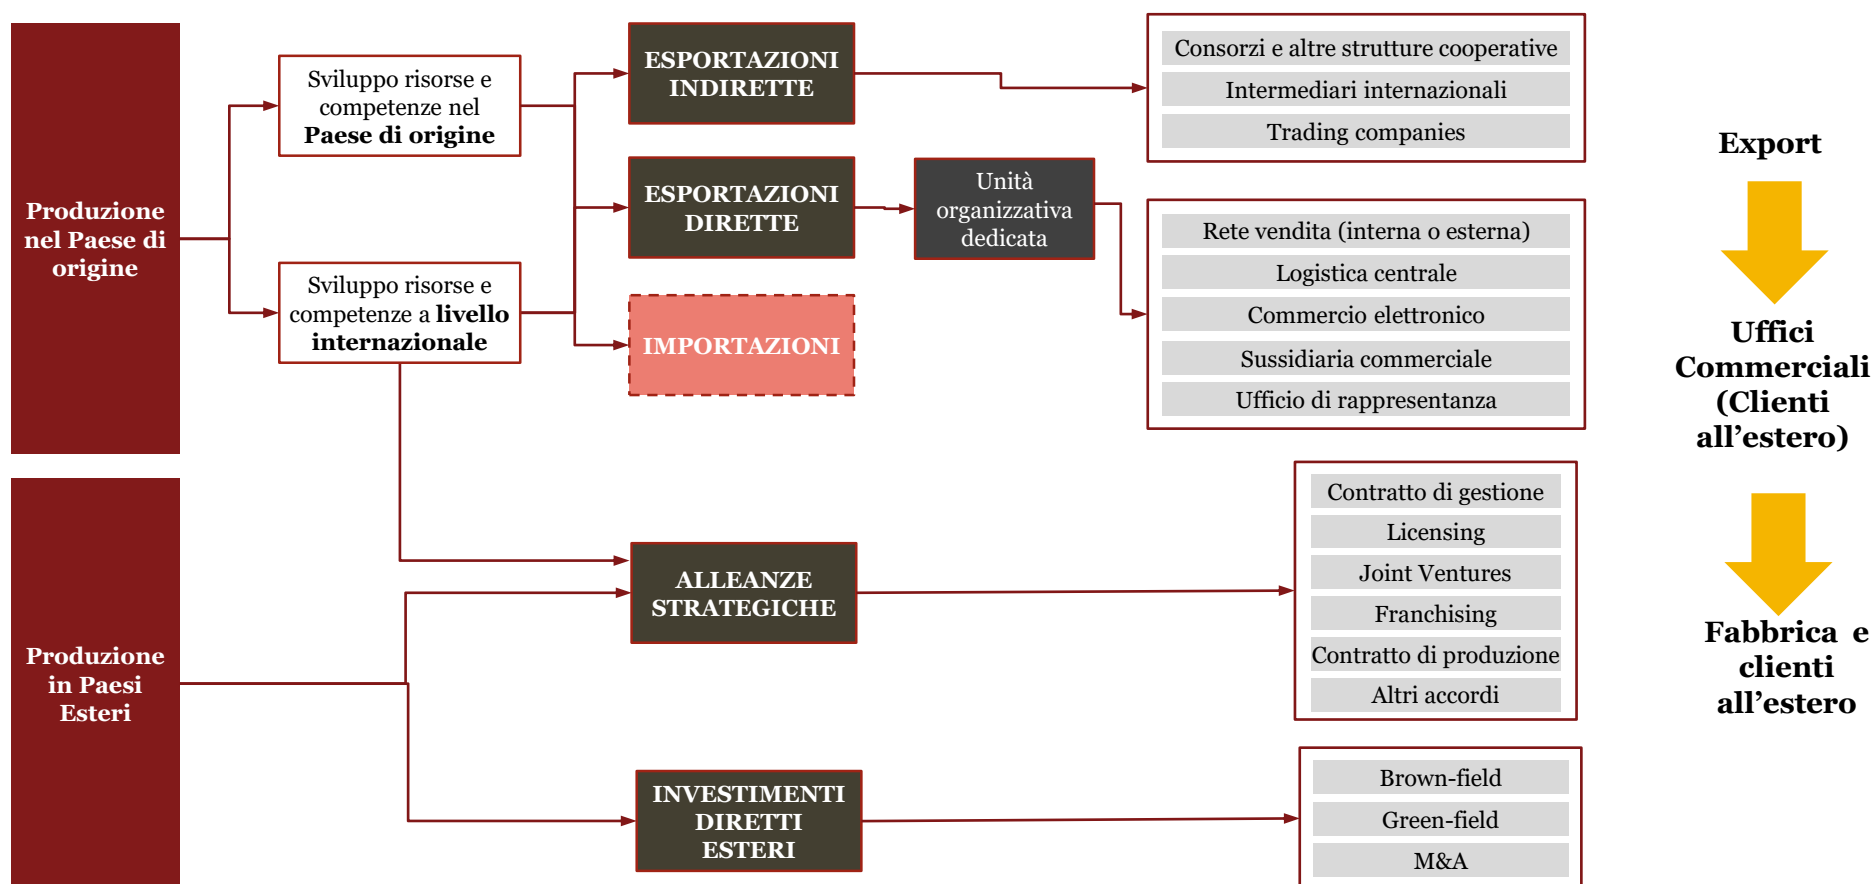 Produzione
nel Paese di
origine
Sviluppo risorse e
competenze nel
Paese di origine
Sviluppo risorse e
competenze a livello
internazionale
ESPORTAZIONI
INDIRETTE
ESPORTAZIONI
DIRETTE
IMPORTAZIONI
Unità
organizzativa
dedicata
Consorzi e altre strutture cooperative
Intermediari internazionali
Trading companies
Rete vendita (interna o esterna)
Logistica centrale
Commercio elettronico
Sussidiaria commerciale
Ufficio di rappresentanza
Produzione
in Paesi
Esteri
ALLEANZE
STRATEGICHE
Contratto di gestione
Licensing
Joint Ventures
Franchising
Contratto di produzione
Altri accordi
INVESTIMENTI
DIRETTI
ESTERI
Brown-field
Green-field
M&A
Export
Uffici
Commerciali
(Clienti
all’estero)
Fabbrica e
clienti
all’estero